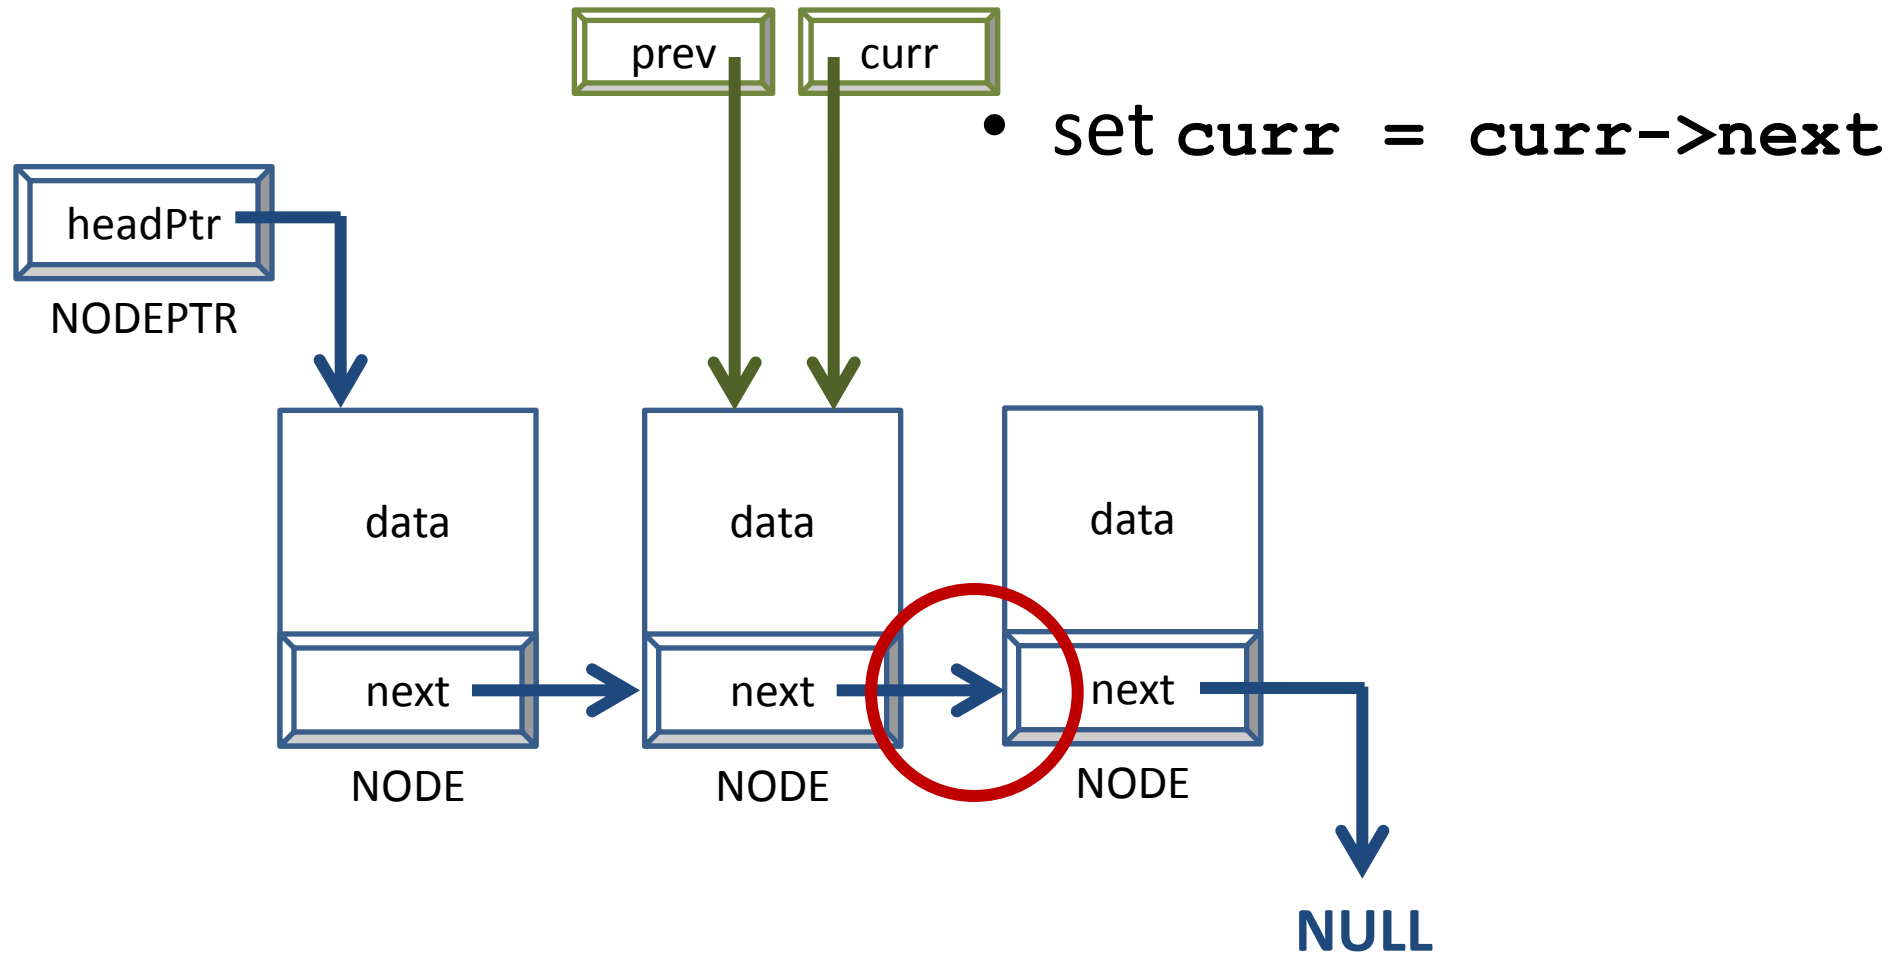 prev curr
• set curr = curr->next
headPtr
NODEPTR
data data data
next next next
NODE NODE NODE
NULL